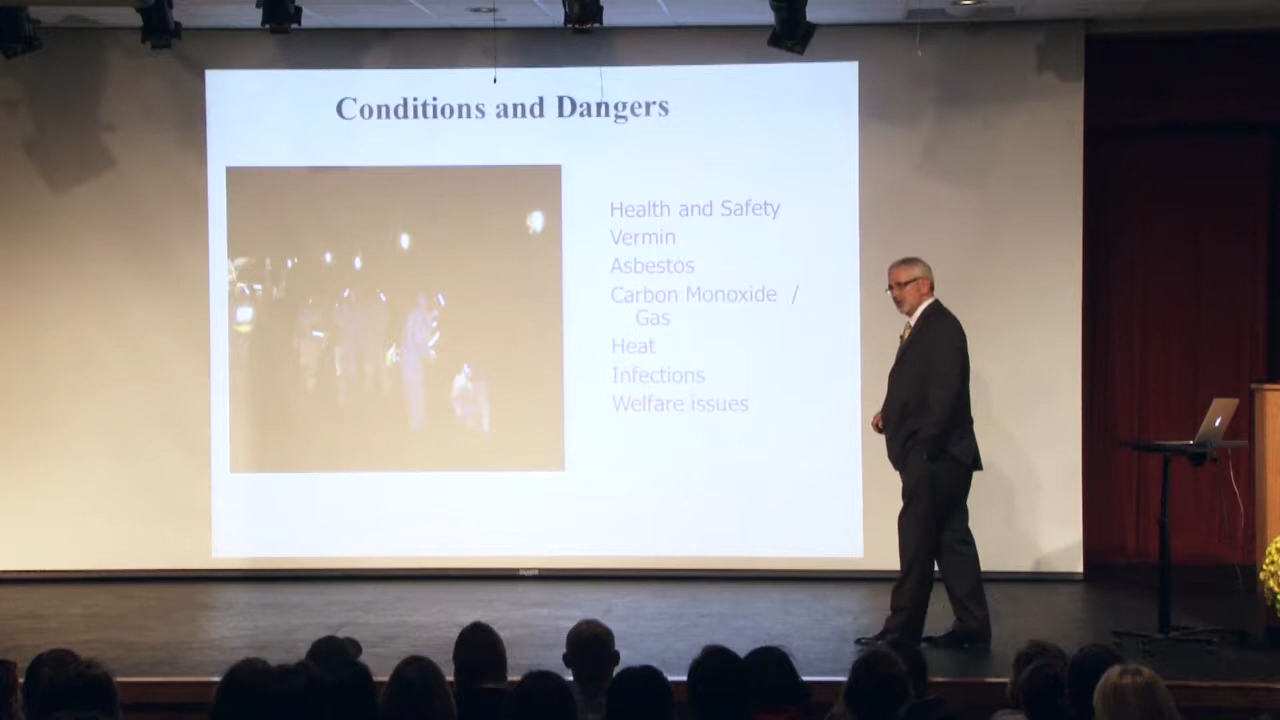 Conditions and Dangers
Health and Safety
Vermin
Asbestos
Carbon Monoxide /
Gas
Heat
Infections
Welfare issues